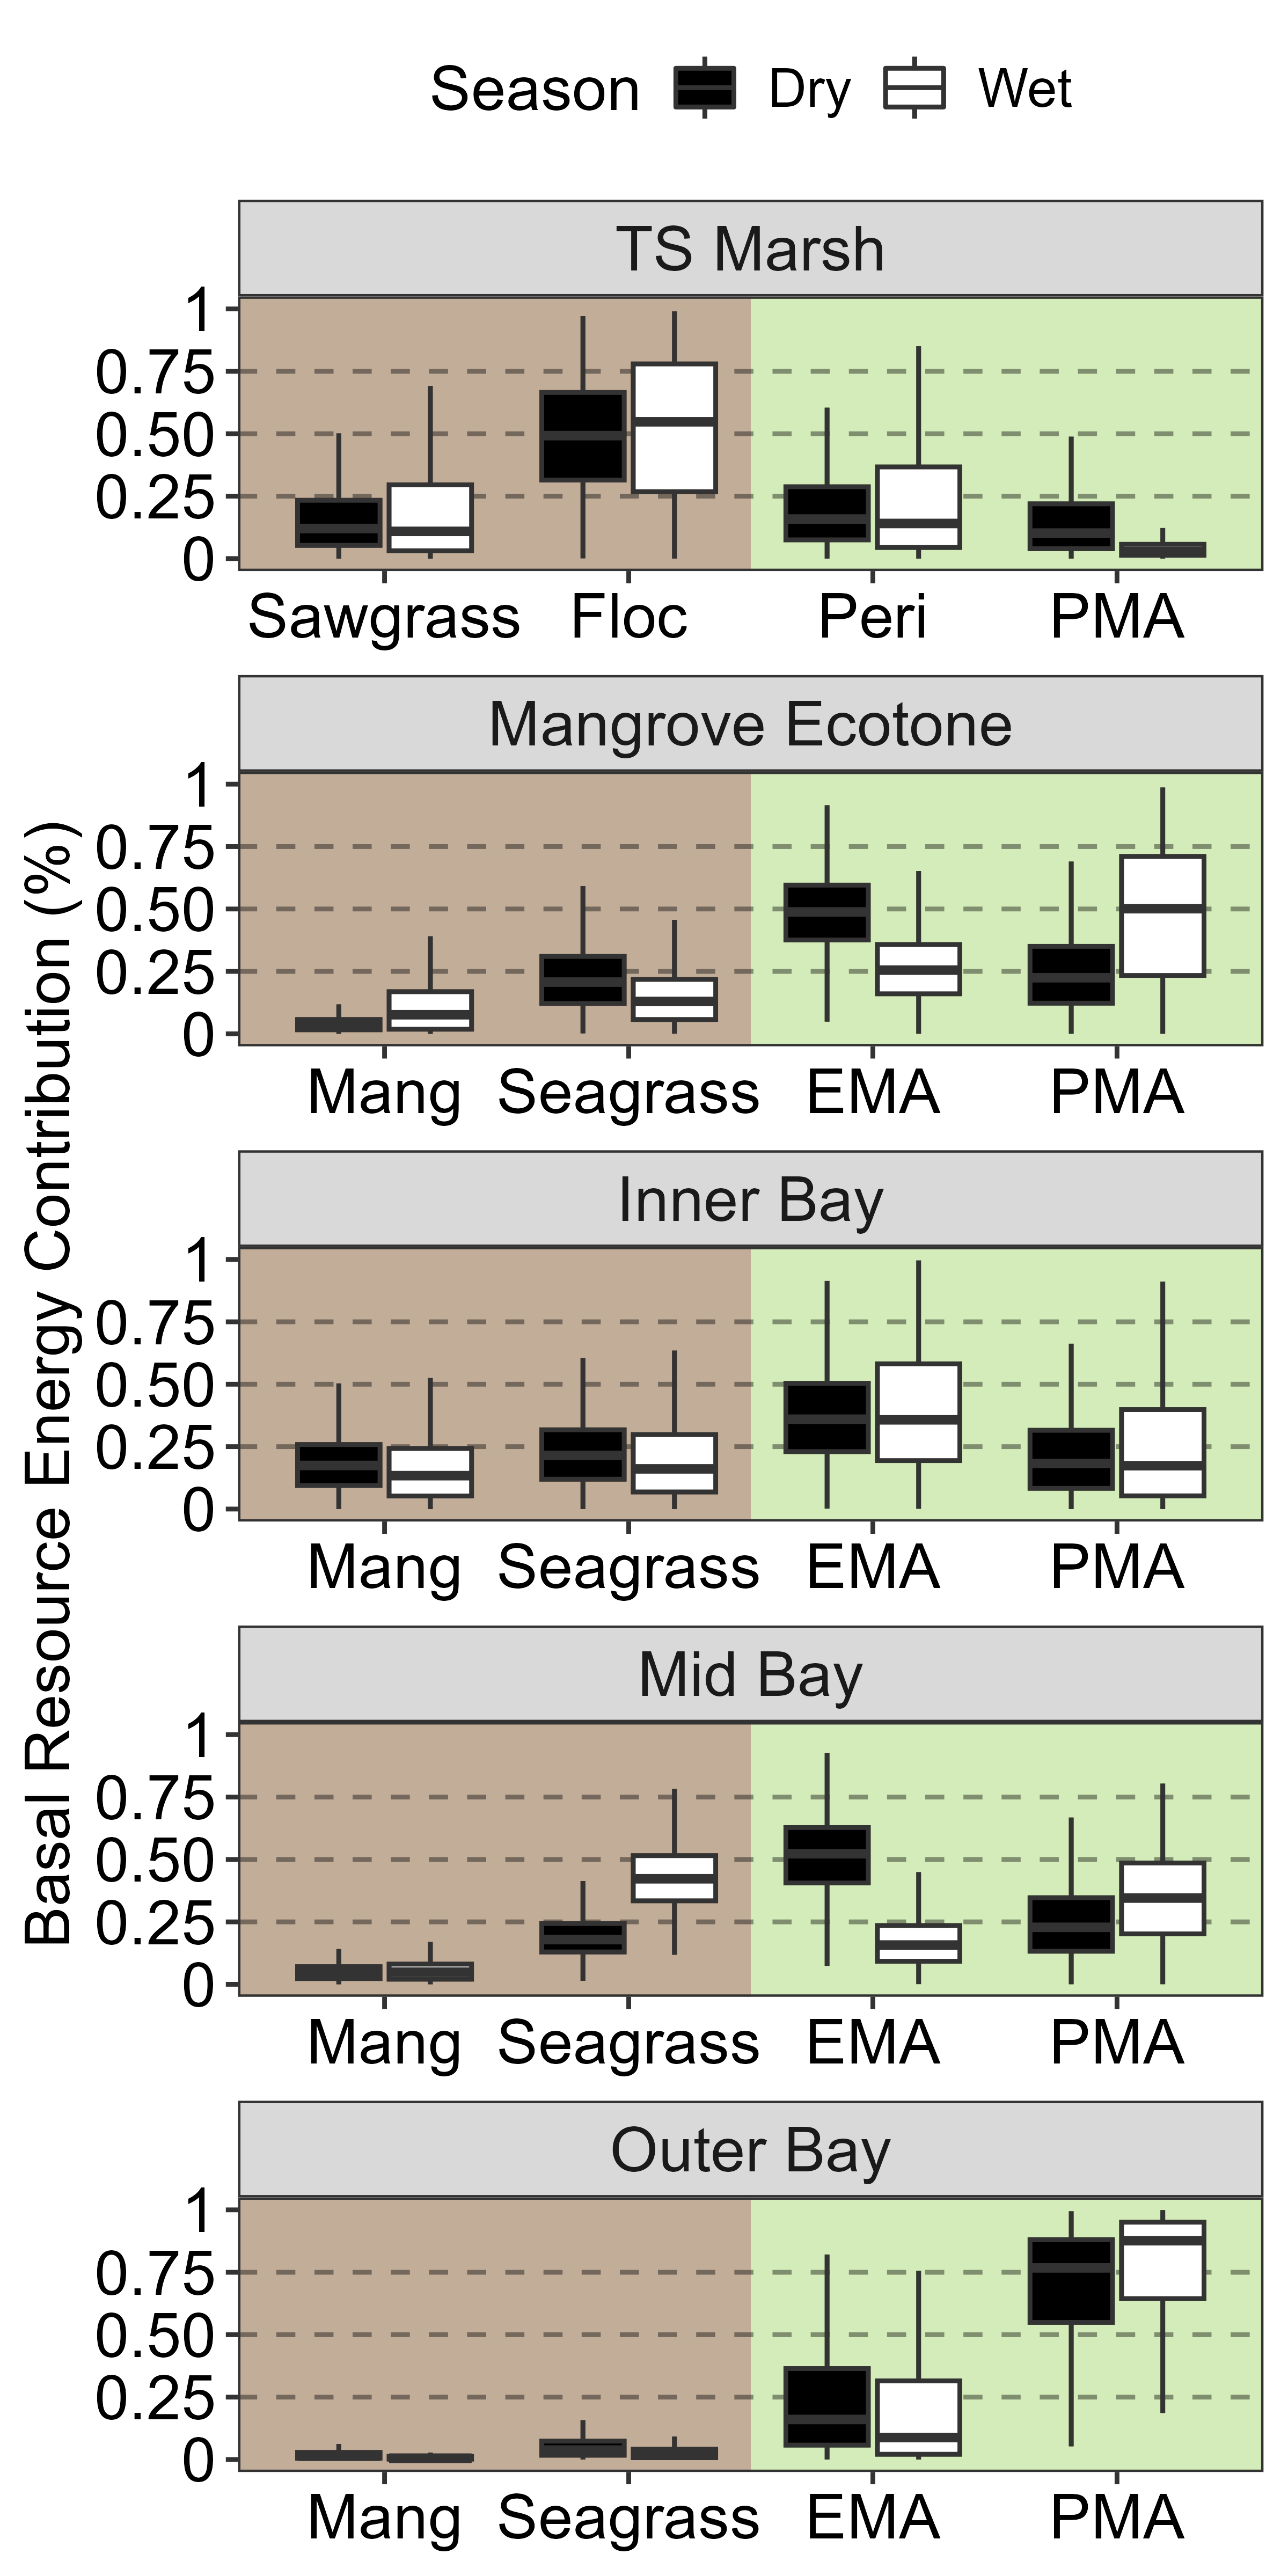 Season Dry Wet
TS Marsh
1
0.75
0.50
0.25
0
Sawgrass Floc Peri PMA
Mangrove Ecotone
1
0.75
0.50
0.25
0
Mang Seagrass EMA PMA
Inner Bay
1
0.75
0.50
0.25
0
Mang Seagrass EMA PMA
Mid Bay
1
0.75
0.50
0.25
0
Mang Seagrass EMA PMA
Outer Bay
1
0.75
0.50
0.25
0
Mang Seagrass EMA PMA
Basal Resource Energy Contribution (%)